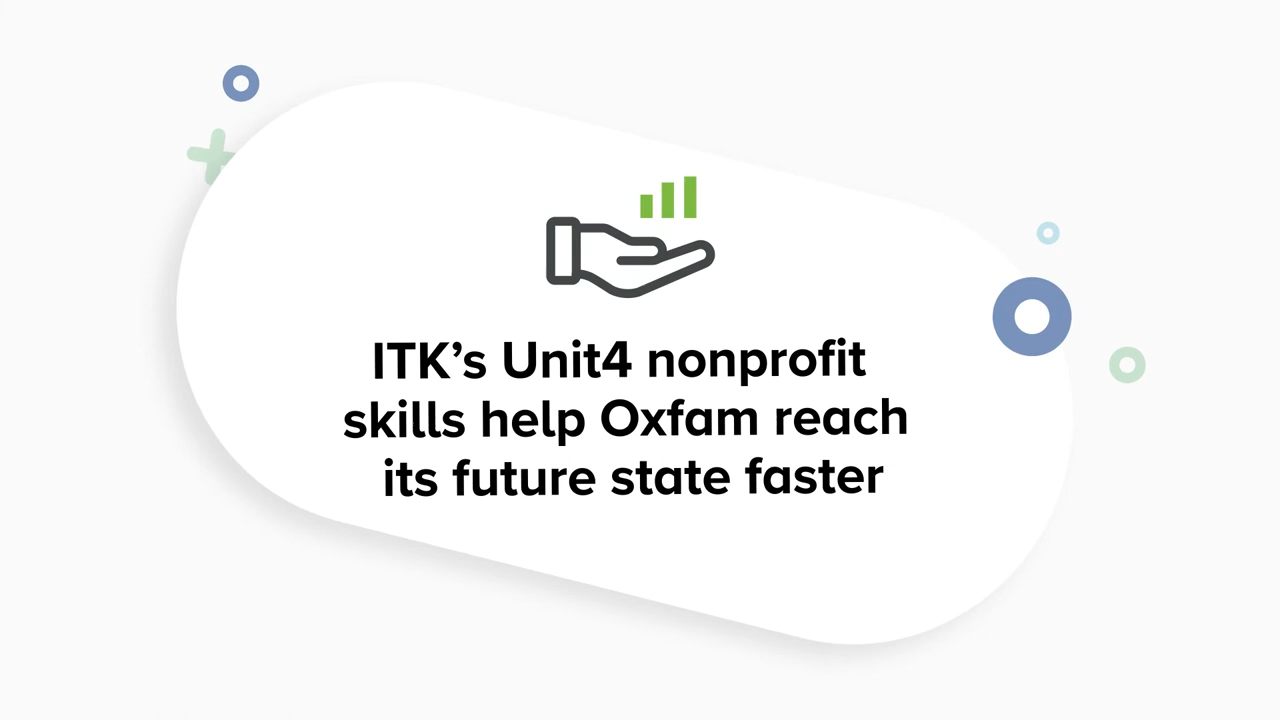 ITK’s Unit4 nonprofit
skills help Oxfam reach
its future state faster